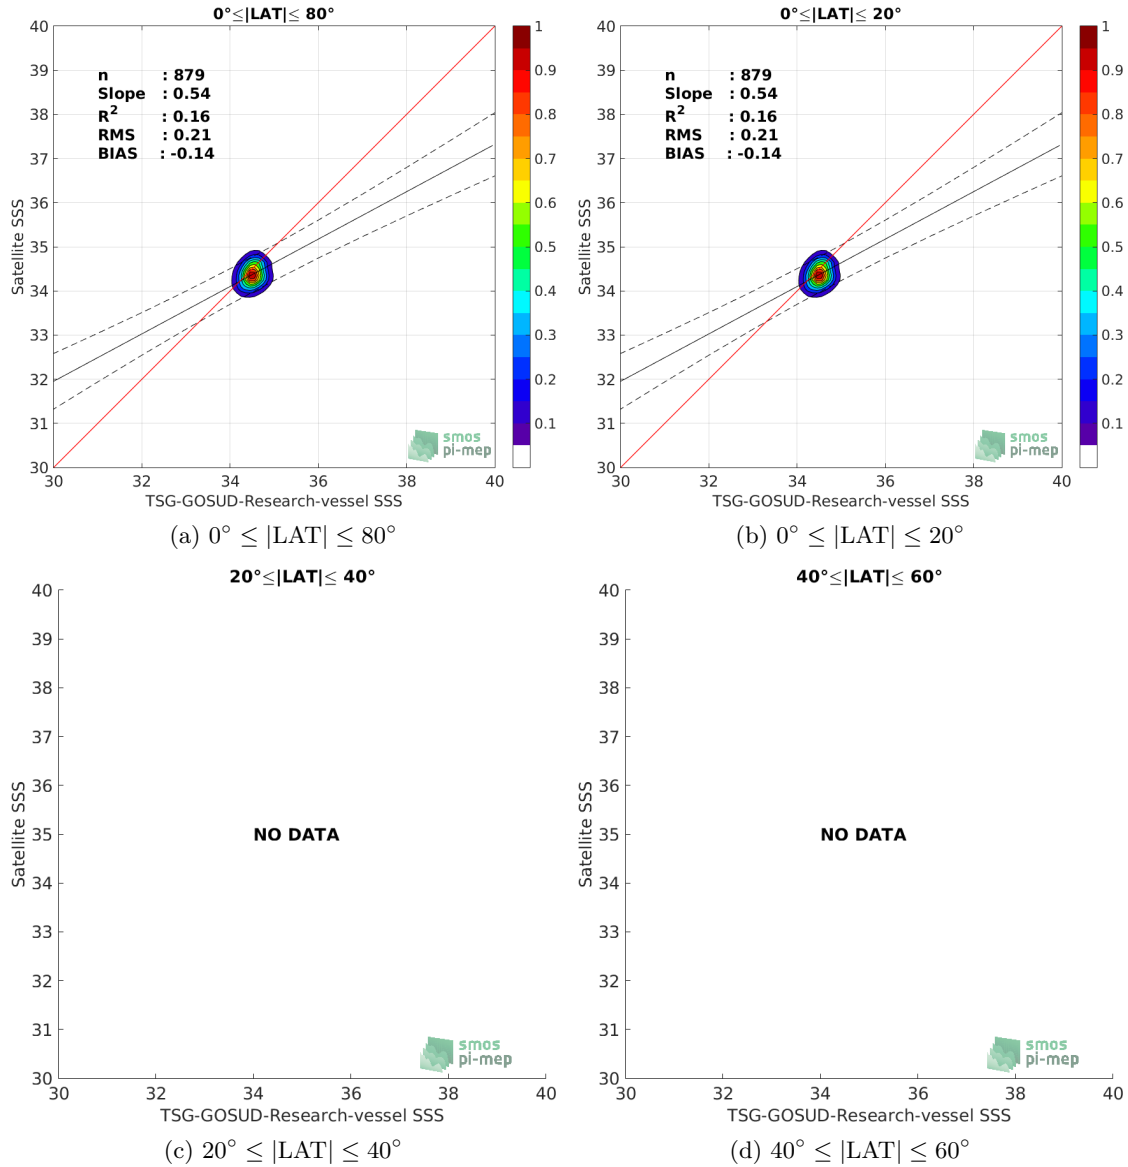 0°≤|LAT|≤ 80°
40
39
38
37
36
35
34
33
32
31
30
Satellite SSS
n : 879
Slope : 0.54
R² : 0.16
RMS : 0.21
BIAS : -0.14
smos
pi-mep
30 32 34 36 38 40
TSG-GOSUD-Research-vessel SSS
1
0.9
0.8
0.7
0.6
0.5
0.4
0.3
0.2
0.1
(a) 0° ≤ |LAT| ≤ 80°
0°≤|LAT|≤ 20°
40
39
38
37
36
35
34
33
32
31
30
Satellite SSS
n : 879
Slope : 0.54
R² : 0.16
RMS : 0.21
BIAS : -0.14
smos
pi-mep
30 32 34 36 38 40
TSG-GOSUD-Research-vessel SSS
1
0.9
0.8
0.7
0.6
0.5
0.4
0.3
0.2
0.1
(b) 0° ≤ |LAT| ≤ 20°
20°≤|LAT|≤ 40°
40
39
38
37
36
35
34
33
32
31
30
Satellite SSS
NO DATA
smos
pi-mep
30 32 34 36 38 40
TSG-GOSUD-Research-vessel SSS
(c) 20° ≤ |LAT| ≤ 40°
40°≤|LAT|≤ 60°
40
39
38
37
36
35
34
33
32
31
30
Satellite SSS
NO DATA
smos
pi-mep
30 32 34 36 38 40
TSG-GOSUD-Research-vessel SSS
(d) 40° ≤ |LAT| ≤ 60°